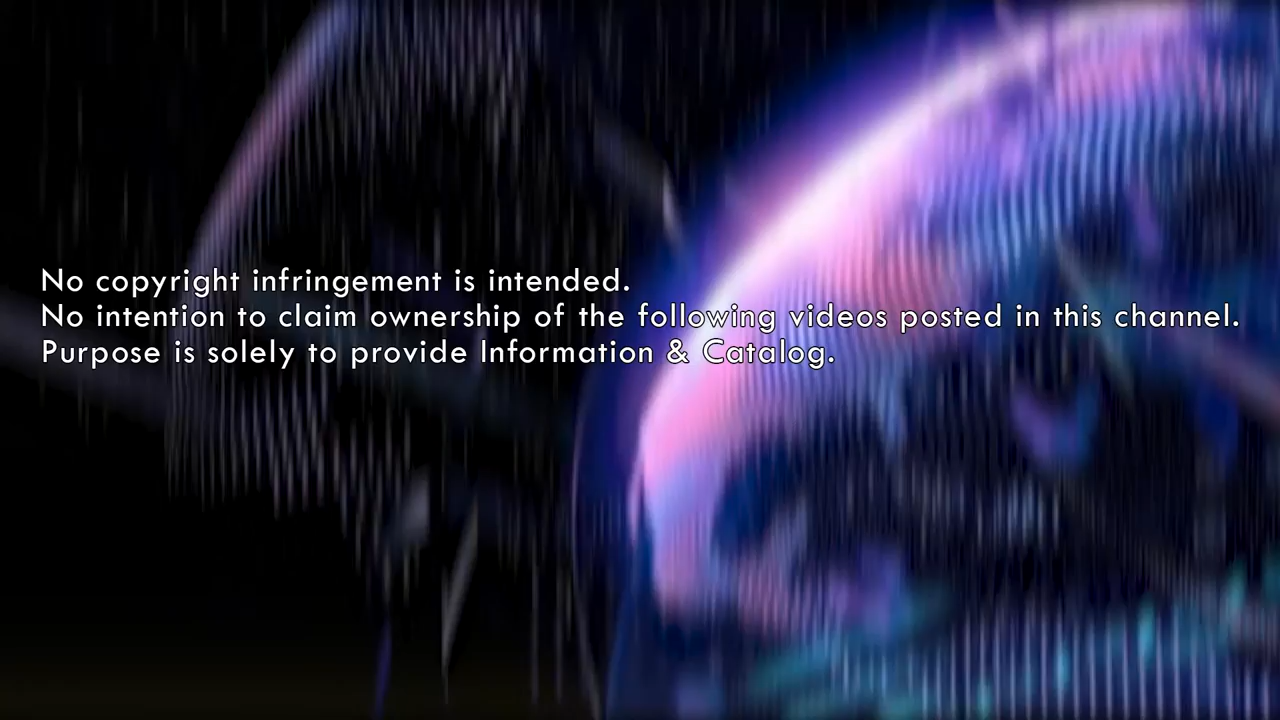 No copyright infringement is intended.
No intention to claim ownership of the following videos posted in this channel.
Purpose is solely to provide Information & Catalog.